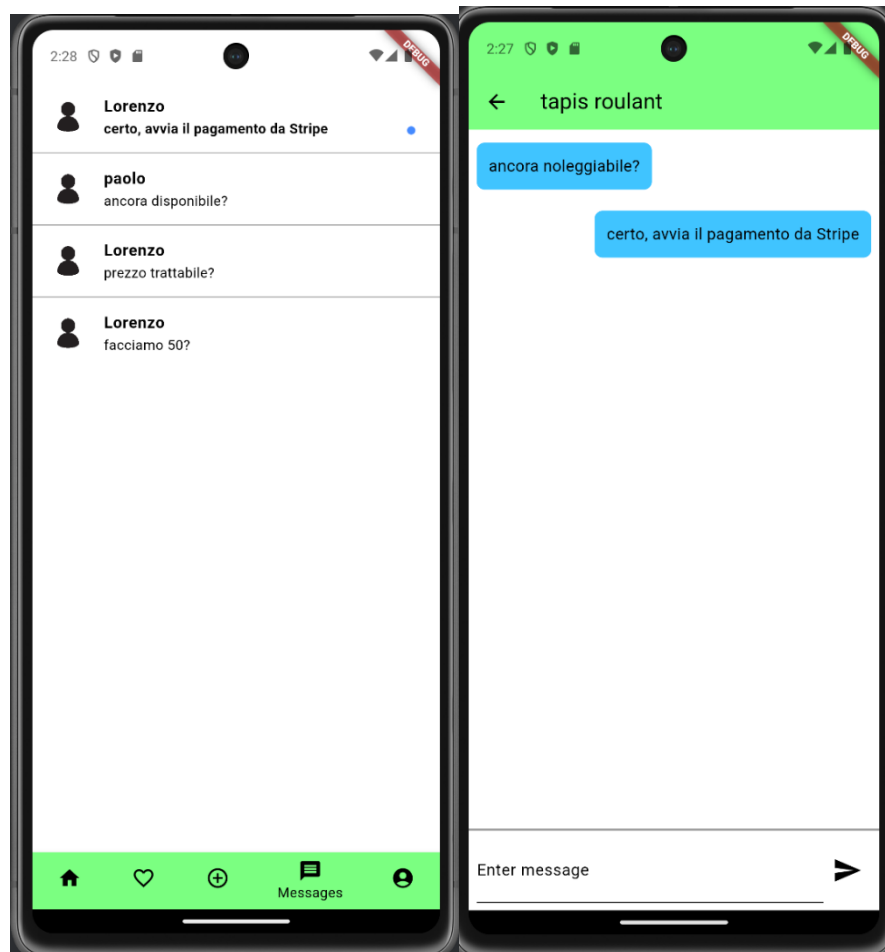 2:28
DEBUG
Lorenzo
certo, avvia il pagamento da Stripe
paolo
ancora disponibile?
Lorenzo
prezzo trattabile?
Lorenzo
facciamo 50?
Messages
2:27
DEBUG
tapis roulant
ancora noleggiabile?
certo, avvia il pagamento da Stripe
Enter message